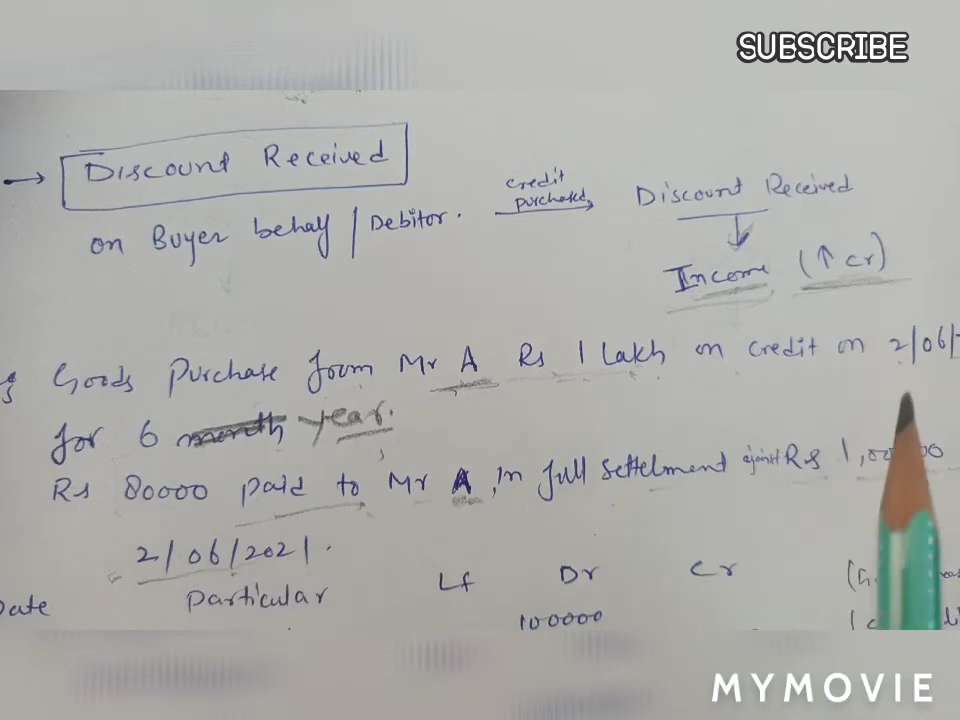 SUBSCRIBE
→ Discount Received
on Buyer behalf / Debitor. credit purchased → Discount Received
Income (↑ cr)
Goods Purchase from Mr A Rs 1 Lakh on credit on 2/06/
for 6 month year.
Rs 80000 paid to Mr A, in full settelment against Rs 1,00
2/06/2021.
Date Particular Lf Dr Cr
100000
MYMOVIE